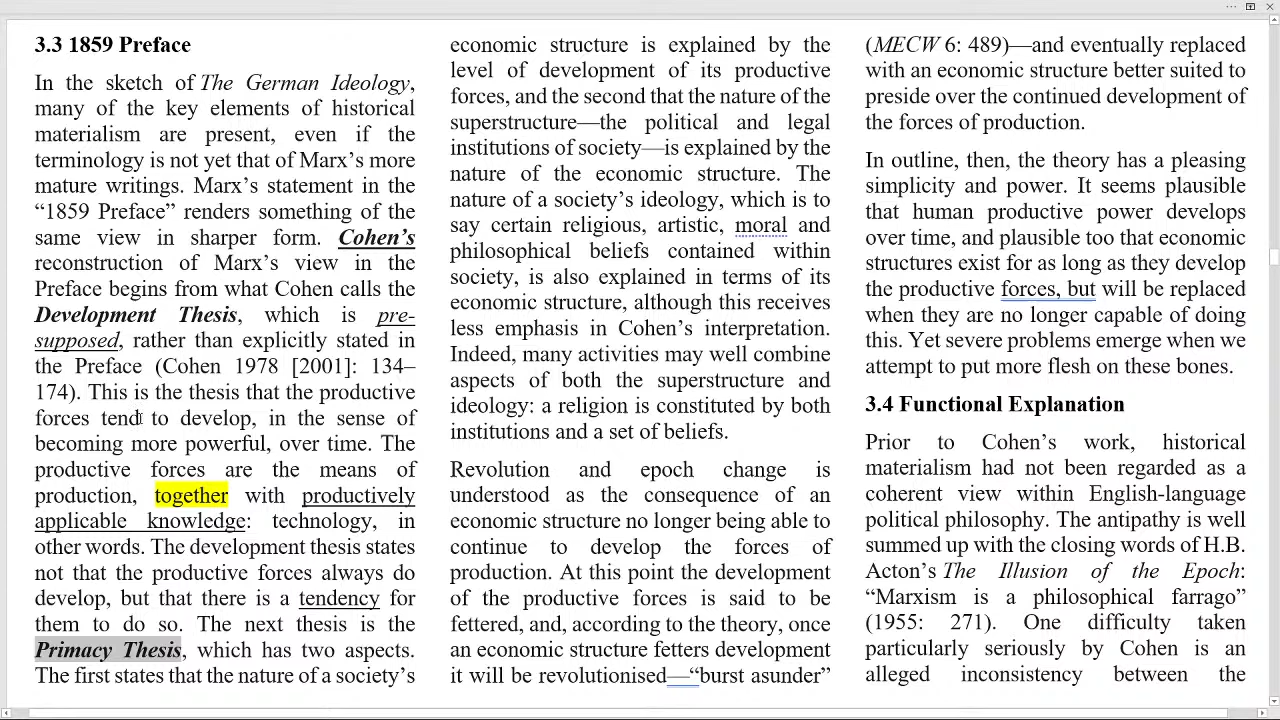 3.3 1859 Preface
In the sketch of The German Ideology,
many of the key elements of historical
materialism are present, even if the
terminology is not yet that of Marx’s more
mature writings. Marx’s statement in the
“1859 Preface” renders something of the
same view in sharper form. Cohen’s
reconstruction of Marx’s view in the
Preface begins from what Cohen calls the
Development Thesis, which is pre-
supposed, rather than explicitly stated in
the Preface (Cohen 1978 [2001]: 134–
174). This is the thesis that the productive
forces tend to develop, in the sense of
becoming more powerful, over time. The
productive forces are the means of
production, together with productively
applicable knowledge: technology, in
other words. The development thesis states
not that the productive forces always do
develop, but that there is a tendency for
them to do so. The next thesis is the
Primacy Thesis, which has two aspects.
The first states that the nature of a society’s
economic structure is explained by the
level of development of its productive
forces, and the second that the nature of the
superstructure—the political and legal
institutions of society—is explained by the
nature of the economic structure. The
nature of a society’s ideology, which is to
say certain religious, artistic, moral and
philosophical beliefs contained within
society, is also explained in terms of its
economic structure, although this receives
less emphasis in Cohen’s interpretation.
Indeed, many activities may well combine
aspects of both the superstructure and
ideology: a religion is constituted by both
institutions and a set of beliefs.
Revolution and epoch change is
understood as the consequence of an
economic structure no longer being able to
continue to develop the forces of
production. At this point the development
of the productive forces is said to be
fettered, and, according to the theory, once
an economic structure fetters development
it will be revolutionised—“burst asunder”
(MECW 6: 489)—and eventually replaced
with an economic structure better suited to
preside over the continued development of
the forces of production.
In outline, then, the theory has a pleasing
simplicity and power. It seems plausible
that human productive power develops
over time, and plausible too that economic
structures exist for as long as they develop
the productive forces, but will be replaced
when they are no longer capable of doing
this. Yet severe problems emerge when we
attempt to put more flesh on these bones.
3.4 Functional Explanation
Prior to Cohen’s work, historical
materialism had not been regarded as a
coherent view within English-language
political philosophy. The antipathy is well
summed up with the closing words of H.B.
Acton’s The Illusion of the Epoch:
“Marxism is a philosophical farrago”
(1955: 271). One difficulty taken
particularly seriously by Cohen is an
alleged inconsistency between the